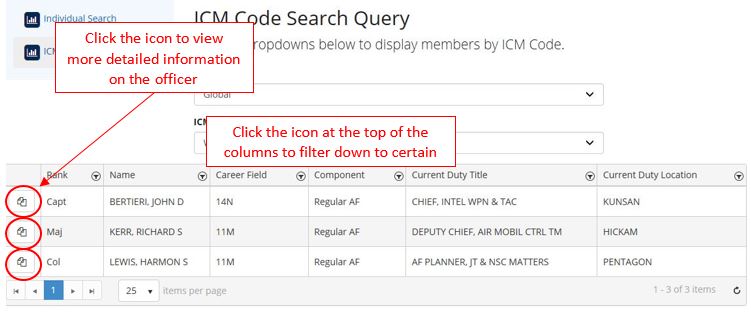 Individual Search
ICM Code Search Query
ICM
dropdowns below to display members by ICM Code.
Click the icon to view
more detailed information
on the officer
Global
ICM
Click the icon at the top of the
columns to filter down to certain
Rank Name Career Field Component Current Duty Title Current Duty Location
Capt BERTIERI, JOHN D 14N Regular AF CHIEF, INTEL WPN & TAC KUNSAN
Maj KERR, RICHARD S 11M Regular AF DEPUTY CHIEF, AIR MOBIL CTRL TM HICKAM
Col LEWIS, HARMON S 11M Regular AF AF PLANNER, JT & NSC MATTERS PENTAGON
1 25 items per page 1 - 3 of 3 items